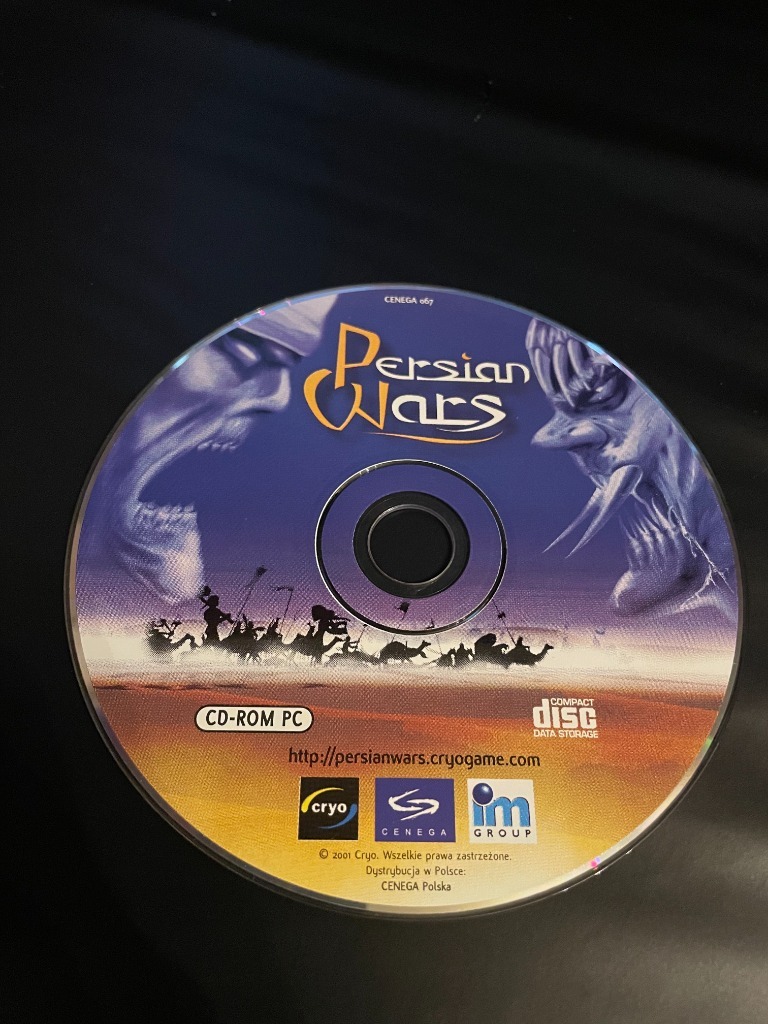 CENEGA 067
Persian
Wars
CD-ROM PC
COMPACT
disc
DATA STORAGE
http://persianwars.cryogame.com
cryo
CENEGA
im
GROUP
© 2001 Cryo. Wszelkie prawa zastrzeżone.
Dystrybucja w Polsce:
CENEGA Polska